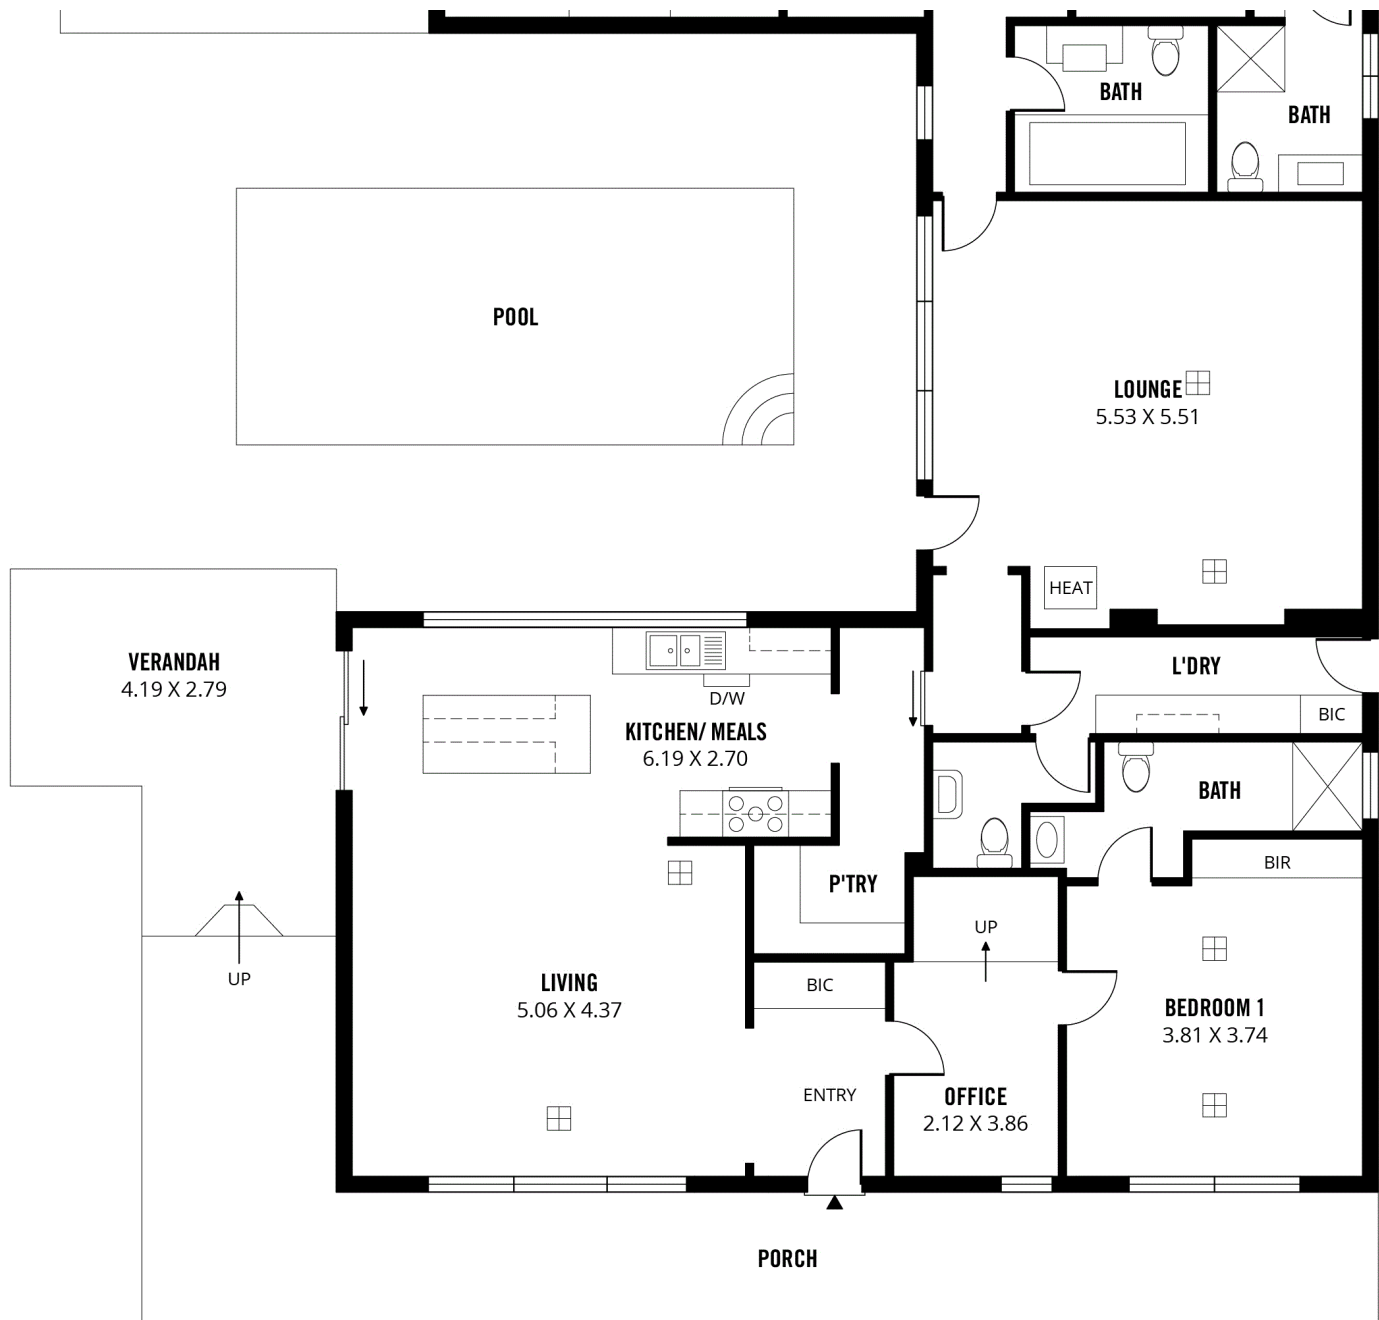 BATH
BATH
POOL
LOUNGE
5.53 X 5.51
HEAT
VERANDAH
4.19 X 2.79
L'DRY
D/W
BIC
KITCHEN/ MEALS
6.19 X 2.70
BATH
BIR
P'TRY
UP
UP
LIVING
5.06 X 4.37
BIC
BEDROOM 1
3.81 X 3.74
ENTRY
OFFICE
2.12 X 3.86
PORCH